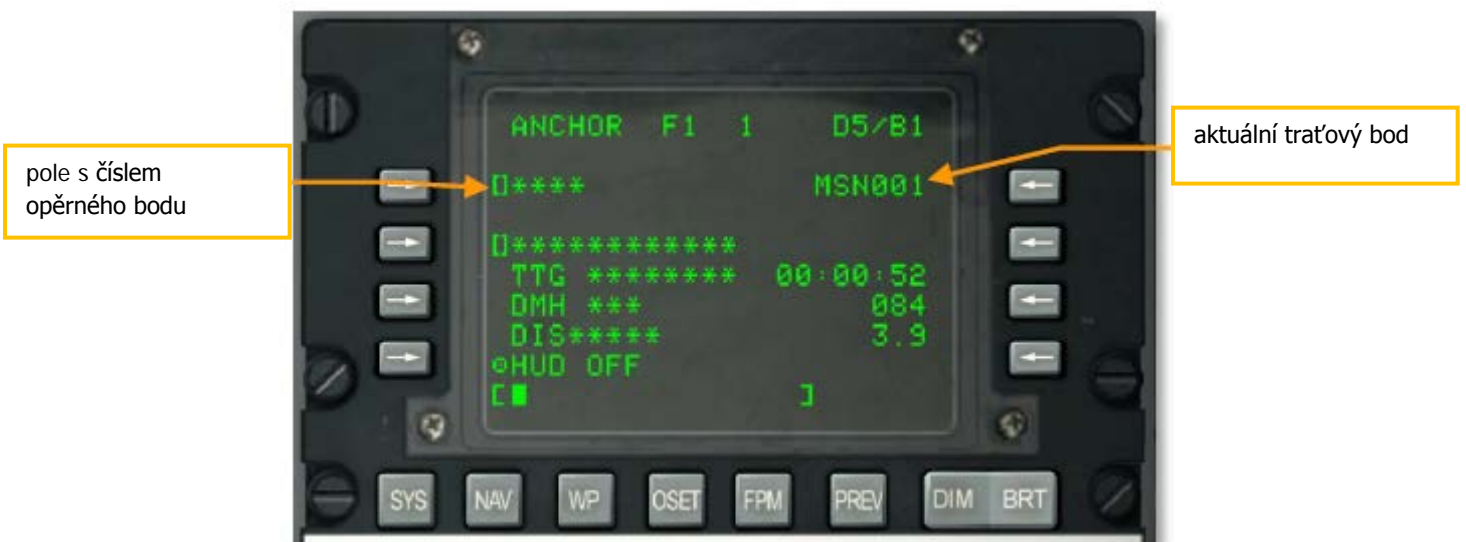 ANCHOR F1 1 D5/B1
aktuální traťový bod
pole s číslem
opěrného bodu
[]**** MSN001
[]************
TTG ******** 00:00:52
DMH *** 084
DIS***** 3.9
HUD OFF
[ ]
SYS NAV WP OSET FPM PREV DIM BRT